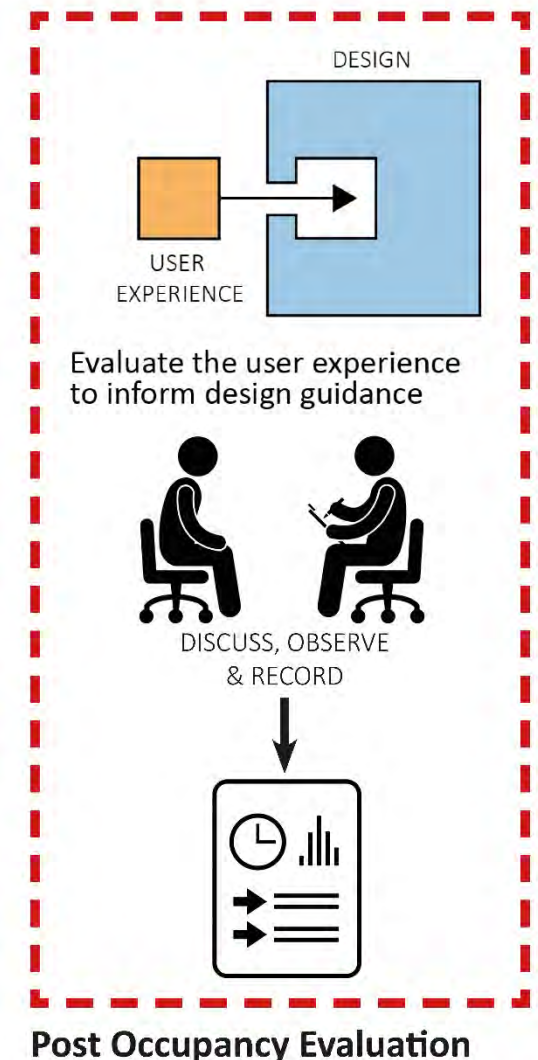 DESIGN
USER
EXPERIENCE
Evaluate the user experience
to inform design guidance
DISCUSS, OBSERVE
& RECORD
Post Occupancy Evaluation